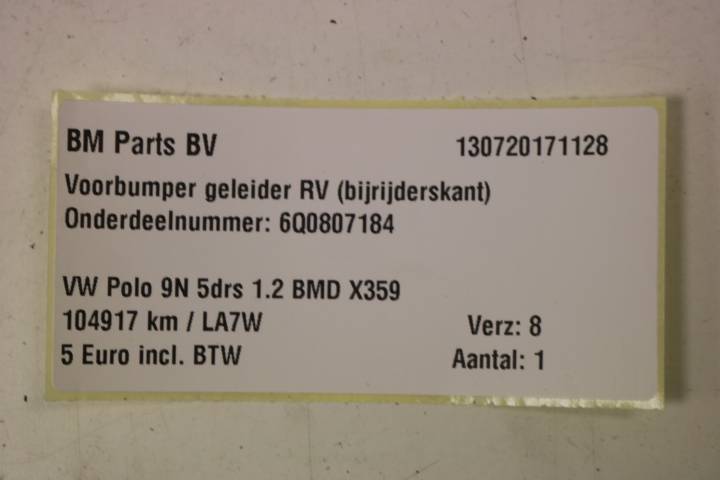 BM Parts BV 130720171128
Voorbumper geleider RV (bijrijderskant)
Onderdeelnummer: 6Q0807184
VW Polo 9N 5drs 1.2 BMD X359
104917 km / LA7W Verz: 8
5 Euro incl. BTW Aantal: 1